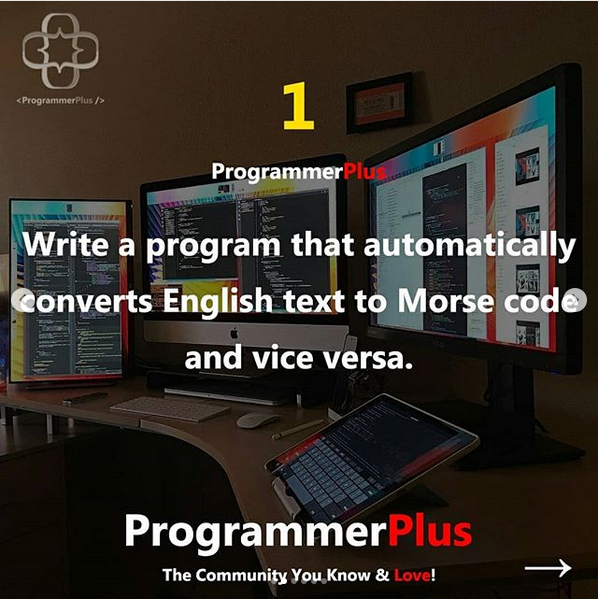 <ProgrammerPlus />
1
ProgrammerPlus
Write a program that automatically
converts English text to Morse code
and vice versa.
ProgrammerPlus
The Community You Know & Love!